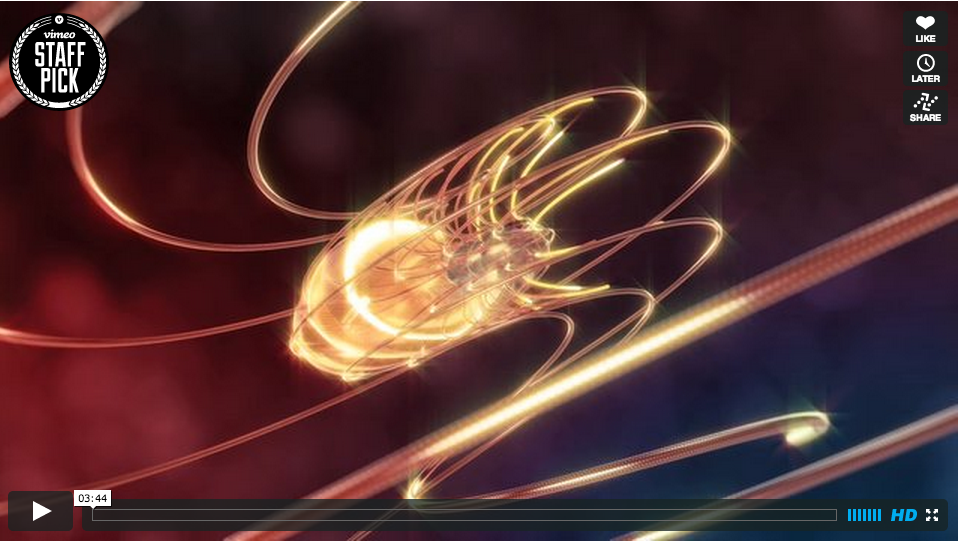 vimeo
STAFF
PICK
LIKE
LATER
SHARE
03:44
HD